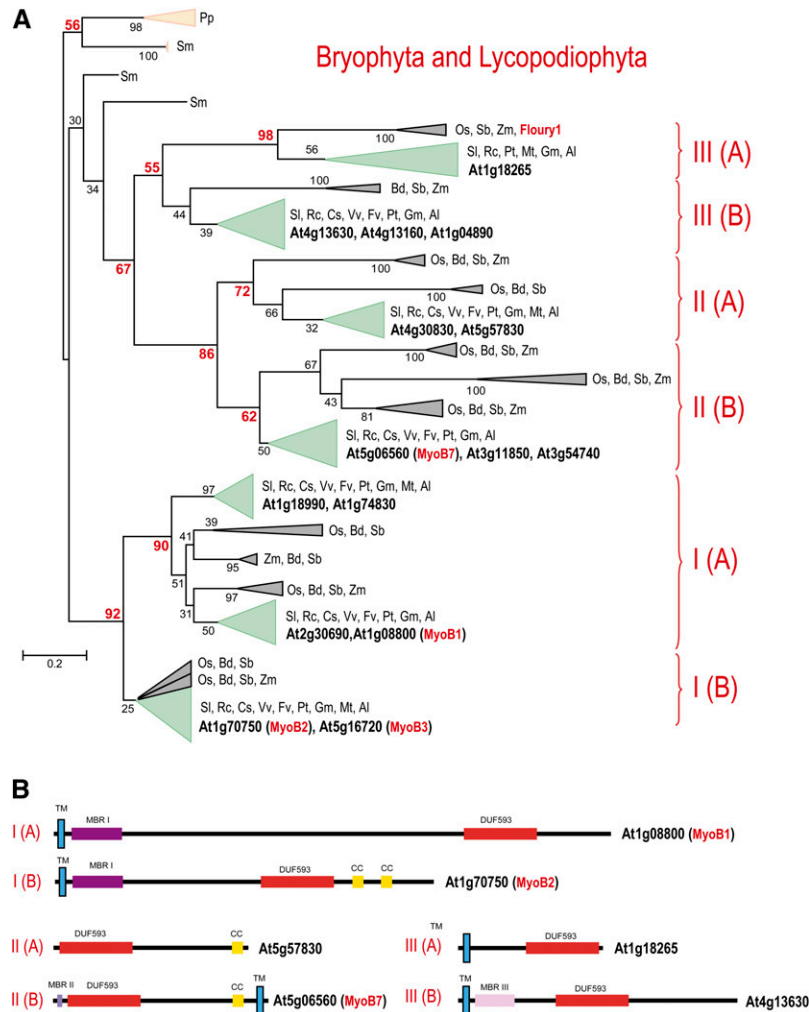 A
56
98
Pp
100
Sm
Bryophyta and Lycopodiophyta
Sm
30
Sm
34
98
100
Os, Sb, Zm, Floury1
56
Sl, Rc, Pt, Mt, Gm, Al
At1g18265
III (A)
55
100
Bd, Sb, Zm
44
39
Sl, Rc, Cs, Vv, Fv, Pt, Gm, Al
At4g13630, At4g13160, At1g04890
III (B)
67
100
Os, Bd, Sb, Zm
72
100
Os, Bd, Sb
66
32
Sl, Rc, Cs, Vv, Fv, Pt, Gm, Mt, Al
At4g30830, At5g57830
II (A)
86
67
100
Os, Bd, Sb, Zm
43
100
Os, Bd, Sb, Zm
81
Os, Bd, Sb, Zm
62
50
Sl, Rc, Cs, Vv, Fv, Pt, Gm, Al
At5g06560 (MyoB7), At3g11850, At3g54740
II (B)
97
Sl, Rc, Cs, Vv, Fv, Pt, Gm, Mt, Al
At1g18990, At1g74830
90
39
Os, Bd, Sb
41
95
Zm, Bd, Sb
51
97
Os, Bd, Sb, Zm
31
50
Sl, Rc, Cs, Vv, Fv, Pt, Gm, Al
At2g30690,At1g08800 (MyoB1)
I (A)
92
0.2
Os, Bd, Sb
Os, Bd, Sb, Zm
25
Sl, Rc, Cs, Vv, Fv, Pt, Gm, Mt, Al
At1g70750 (MyoB2), At5g16720 (MyoB3)
I (B)
B
I (A)
TM
MBR I
DUF593
At1g08800 (MyoB1)
I (B)
TM
MBR I
DUF593
CC
CC
At1g70750 (MyoB2)
II (A)
DUF593
CC
At5g57830
III (A)
TM
DUF593
At1g18265
II (B)
MBR II
DUF593
CC
TM
At5g06560 (MyoB7)
III (B)
TM
MBR III
DUF593
At4g13630